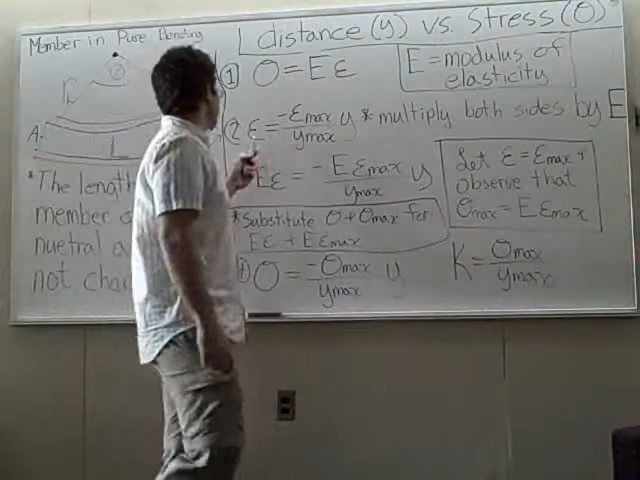 Member in Pure Bending
A
L
*The length
member o
nuetral a
not cha
distance (y) vs. Stress (σ)
① σ = Eε
E = modulus of
elasticity
② ε = -εmax/ymax y * multiply both sides by E
Eε = -Eεmax/ymax y
Let ε = εmax +
observe that
σmax = Eεmax
*Substitute σ + σmax for
Eε + Eεmax
σ = -σmax/ymax y
K = σmax/ymax